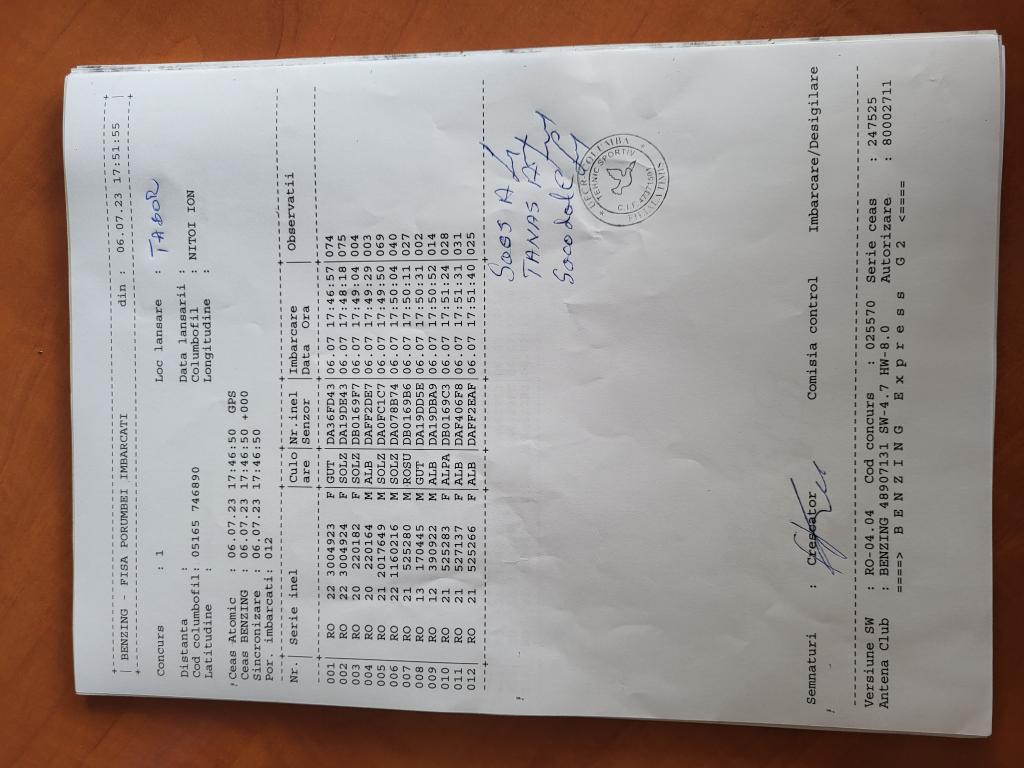 BENZING - FISA PORUMBEI IMBARCATI din : 06.07.23 17:51:55
Concurs : 1 Loc lansare : TABOR
Distanta : Data lansarii :
Cod columbofil: 05165 746890 Columbofil : NITOI ION
Latitudine : Longitudine :
! Ceas Atomic : 06.07.23 17:46:50 GPS
Ceas BENZING : 06.07.23 17:46:50 +000
Sincronizare : 06.07.23 17:46:50
Por. imbarcati: 012
Nr. | Serie inel |Culo|Nr.inel |Imbarcare | Observatii
are |Senzor |Data Ora
001 | RO 22 3004923 F |GUT |DA36FD43|06.07 17:46:57|074
002 | RO 22 3004924 F |SOLZ|DA19DE43|06.07 17:48:18|075
003 | RO 20 220182 F |SOLZ|DB0169F7|06.07 17:49:04|004
004 | RO 20 220164 M |ALB |DAFF2DE7|06.07 17:49:29|003
005 | RO 21 2017649 M |SOLZ|DA0FC1C7|06.07 17:49:50|069
006 | RO 22 1160216 M |SOLZ|DA078B74|06.07 17:50:04|040
007 | RO 21 525580 M |ROSU|DB0169B6|06.07 17:50:11|027
008 | RO 13 170445 M |GUT |DA19DD5E|06.07 17:50:31|002
009 | RO 12 390922 M |ALB |DA19DBA9|06.07 17:50:52|014
010 | RO 21 525283 F |ALPA|DB0169C3|06.07 17:51:24|028
011 | RO 21 527137 F |ALB |DAF406F8|06.07 17:51:31|031
012 | RO 21 525266 F |ALB |DAFF2EAF|06.07 17:51:40|025
!
TANAS
TEHNIC SPORTIV
C.I.F.
FILIALA TIMIS
Semnaturi : Crescator Comisia control Imbarcare/Desigilare
!
Versiune SW : RO-04.04 Cod concurs : 025570 Serie ceas : 247525
Antena Club : BENZING 48907131 SW-4.7 HW-8.0 Autorizare : 80002711
====> B E N Z I N G E x p r e s s G 2 <====